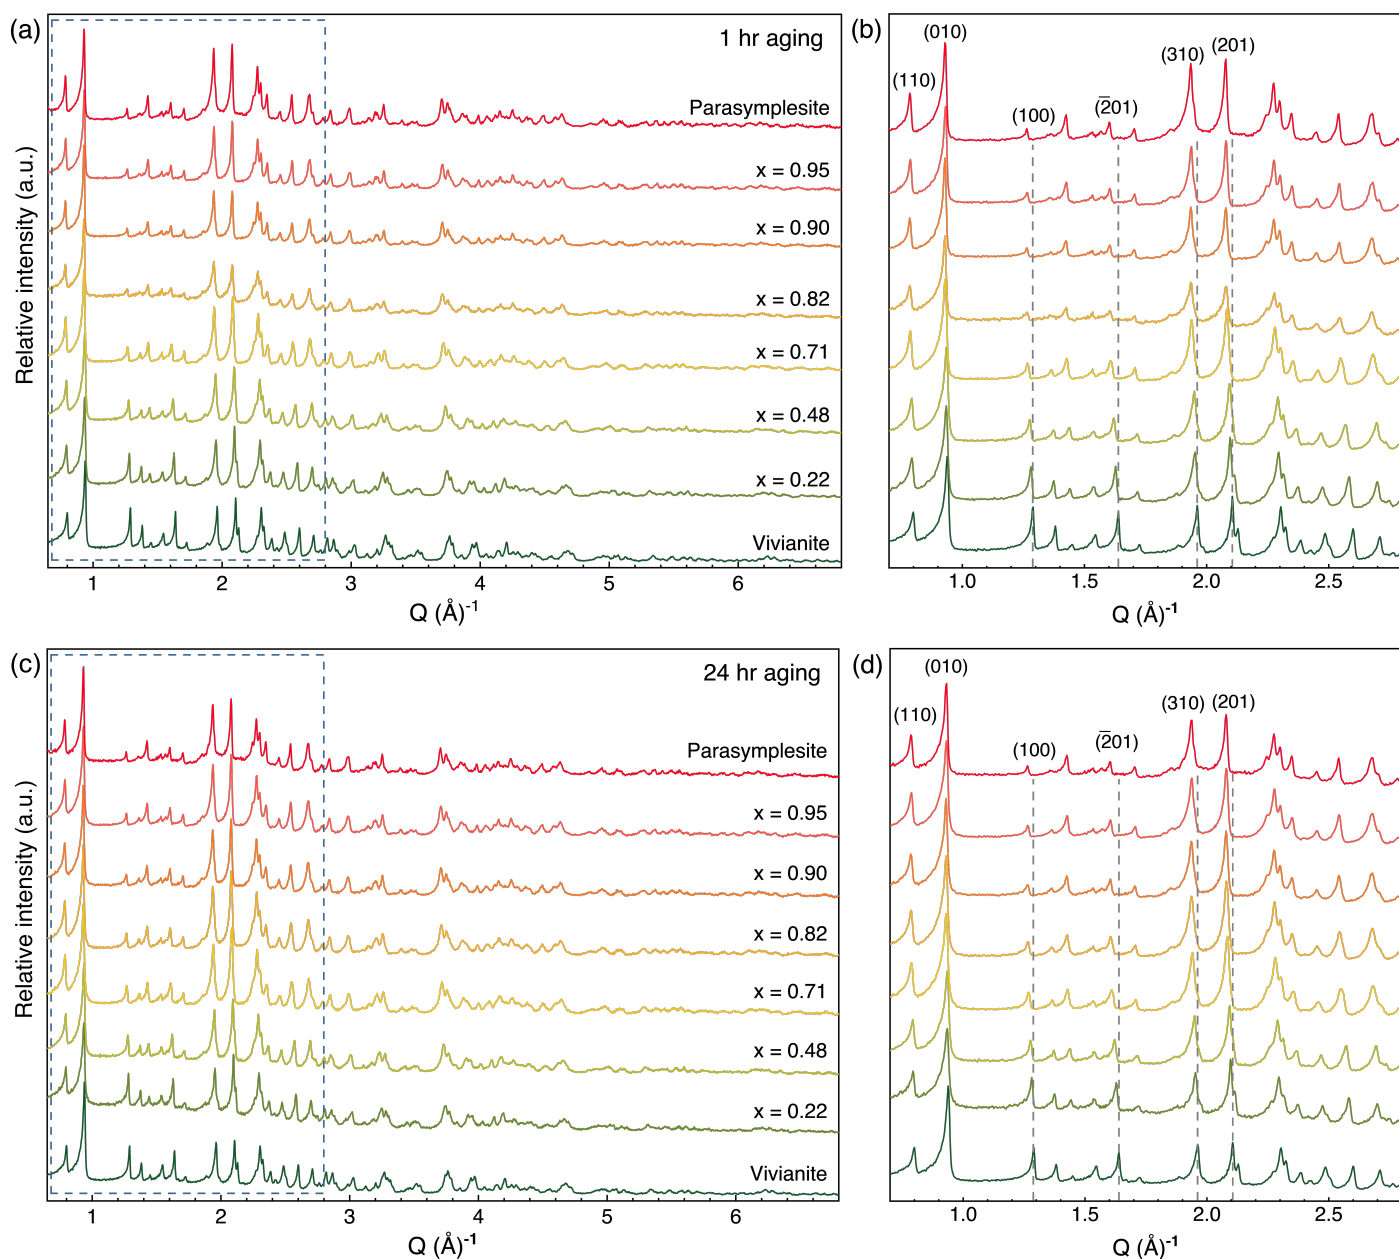 (a)
1 hr aging
Parasymplesite
x = 0.95
x = 0.90
x = 0.82
x = 0.71
x = 0.48
x = 0.22
Vivianite
Relative intensity (a.u.)
1 2 3 4 5 6
Q (Å)⁻¹
(b)
(010)
(110)
(100)
(2̅01)
(310)
(201)
1.0 1.5 2.0 2.5
Q (Å)⁻¹
(c)
24 hr aging
Parasymplesite
x = 0.95
x = 0.90
x = 0.82
x = 0.71
x = 0.48
x = 0.22
Vivianite
Relative intensity (a.u.)
1 2 3 4 5 6
Q (Å)⁻¹
(d)
(010)
(110)
(100)
(2̅01)
(310)
(201)
1.0 1.5 2.0 2.5
Q (Å)⁻¹